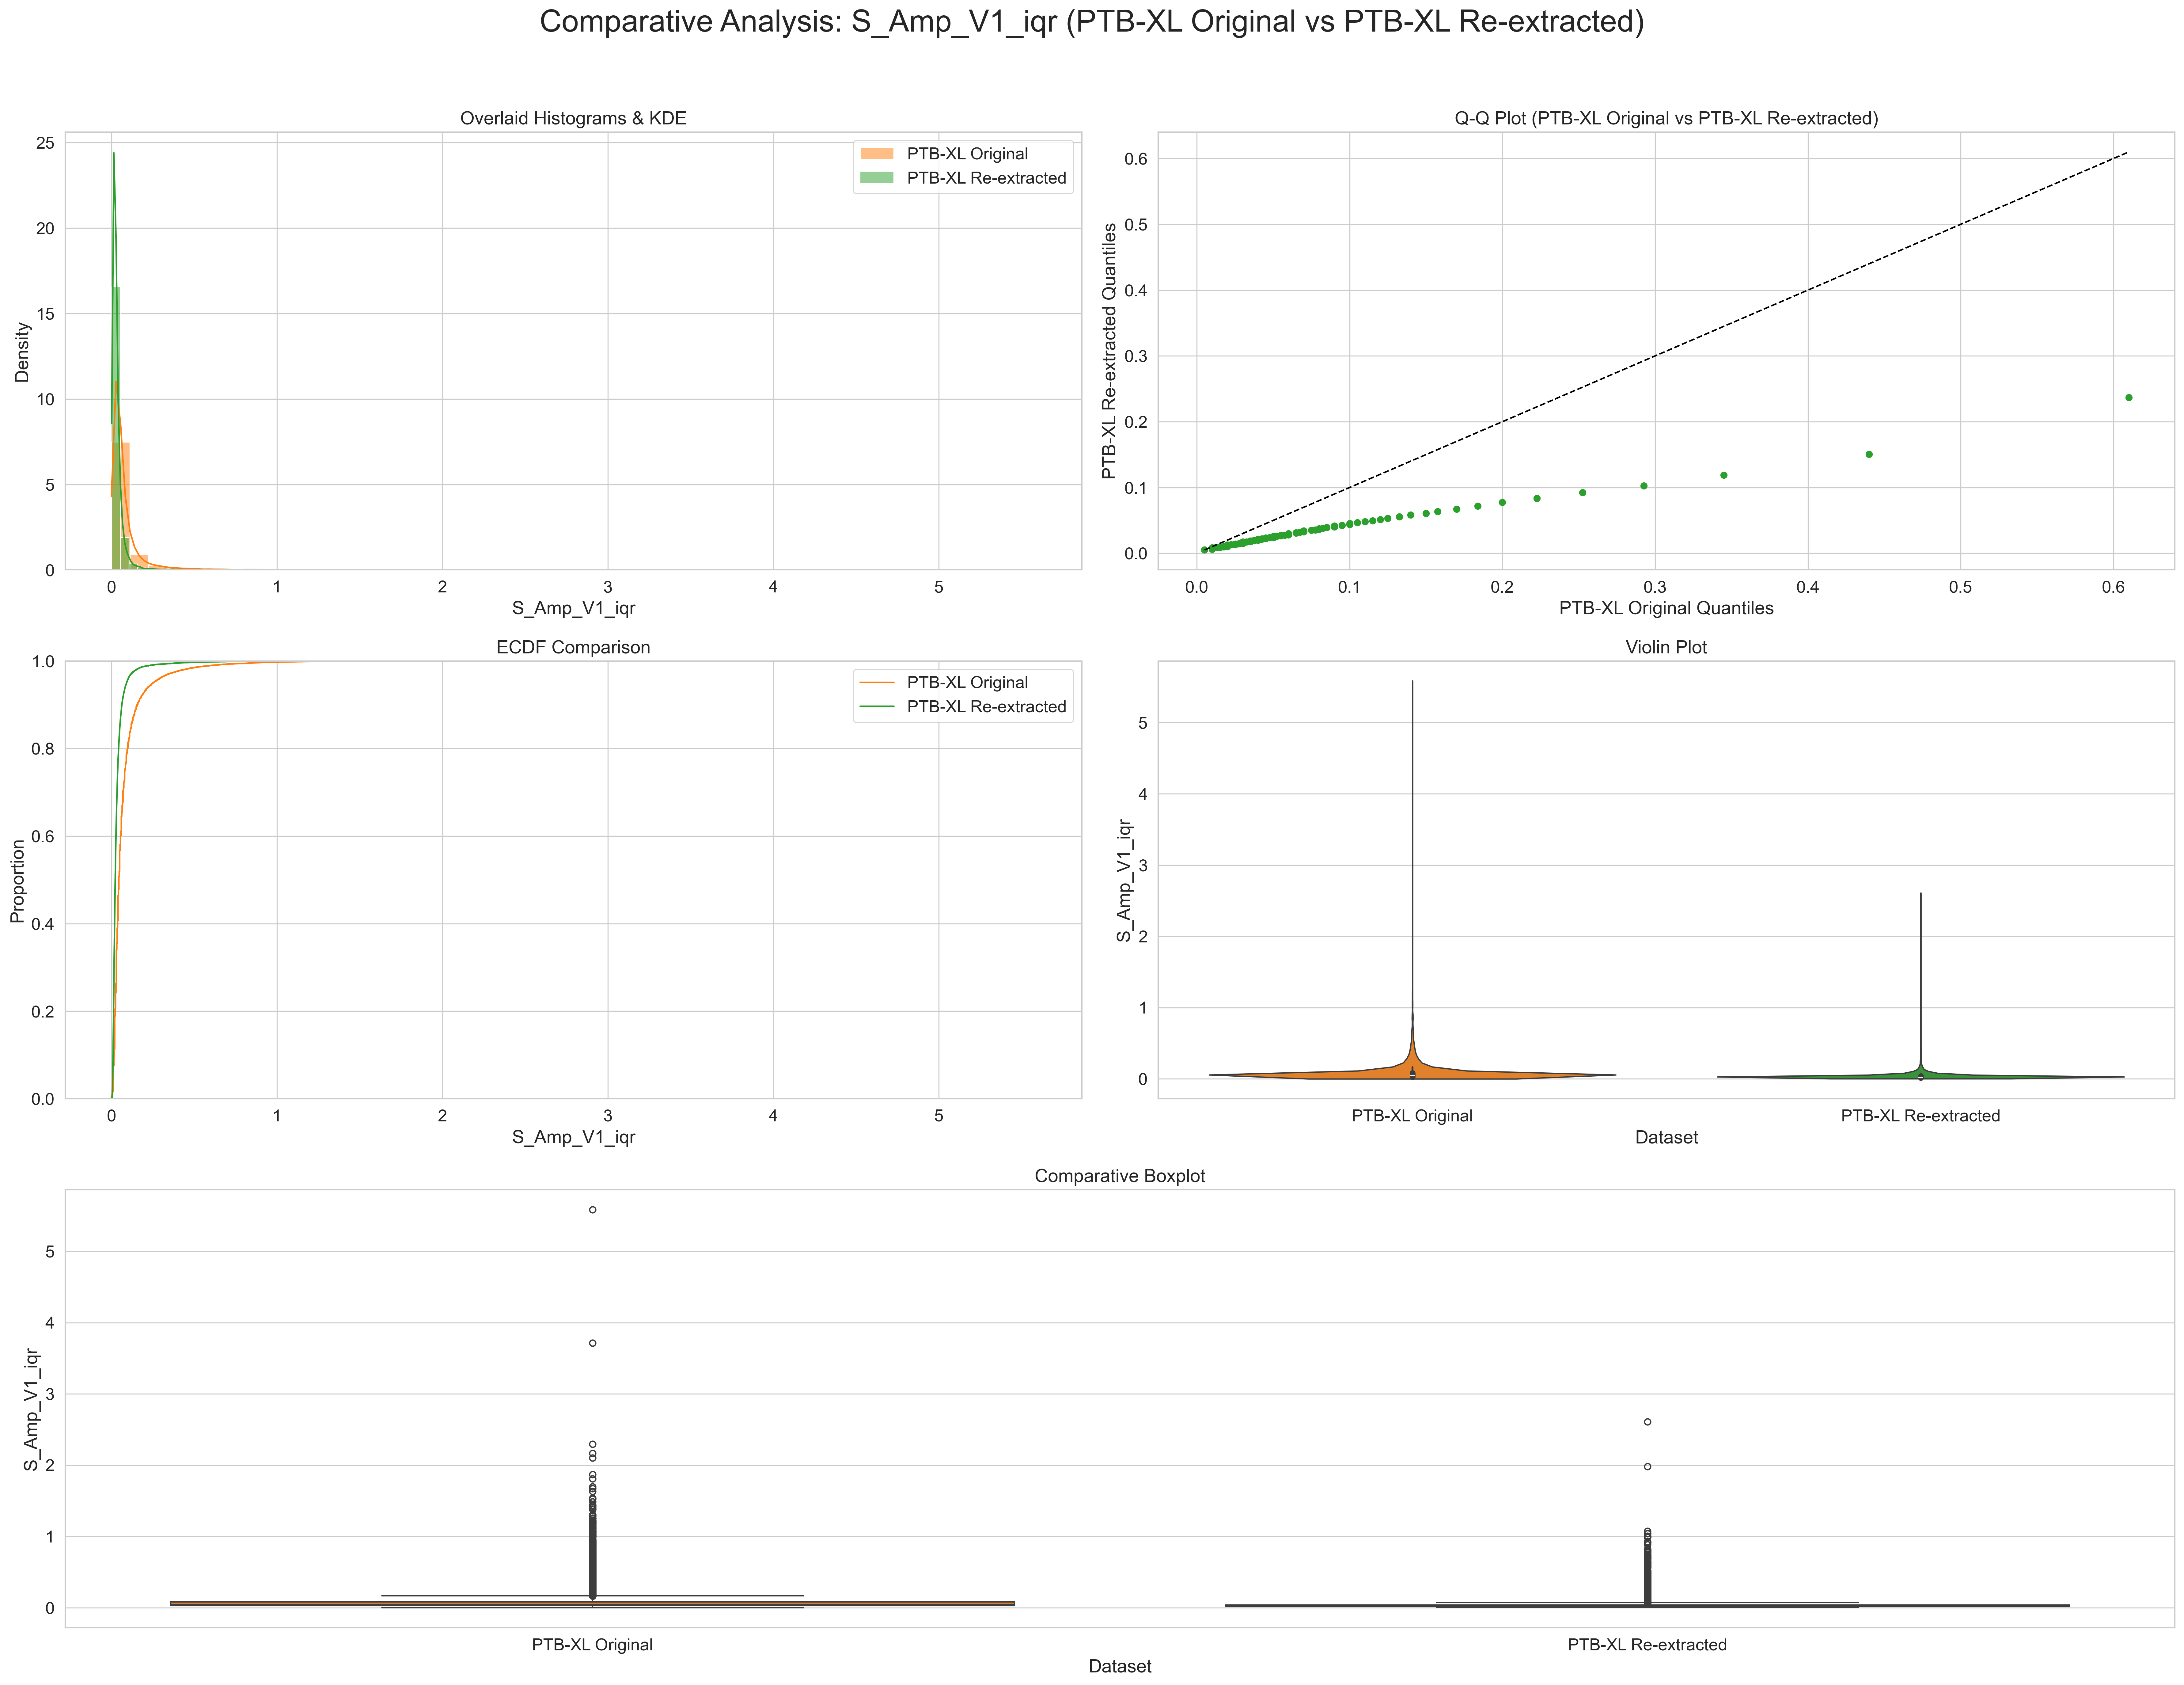 Comparative Analysis: S_Amp_V1_iqr (PTB-XL Original vs PTB-XL Re-extracted)
Overlaid Histograms & KDE
25
20
15
10
5
0
Density
0 1 2 3 4 5
S_Amp_V1_iqr
PTB-XL Original
PTB-XL Re-extracted
Q-Q Plot (PTB-XL Original vs PTB-XL Re-extracted)
0.6
0.5
0.4
0.3
0.2
0.1
0.0
PTB-XL Re-extracted Quantiles
0.0 0.1 0.2 0.3 0.4 0.5 0.6
PTB-XL Original Quantiles
ECDF Comparison
1.0
0.8
0.6
0.4
0.2
0.0
Proportion
0 1 2 3 4 5
S_Amp_V1_iqr
PTB-XL Original
PTB-XL Re-extracted
Violin Plot
5
4
3
2
1
0
S_Amp_V1_iqr
PTB-XL Original PTB-XL Re-extracted
Dataset
Comparative Boxplot
5
4
3
2
1
0
S_Amp_V1_iqr
PTB-XL Original PTB-XL Re-extracted
Dataset